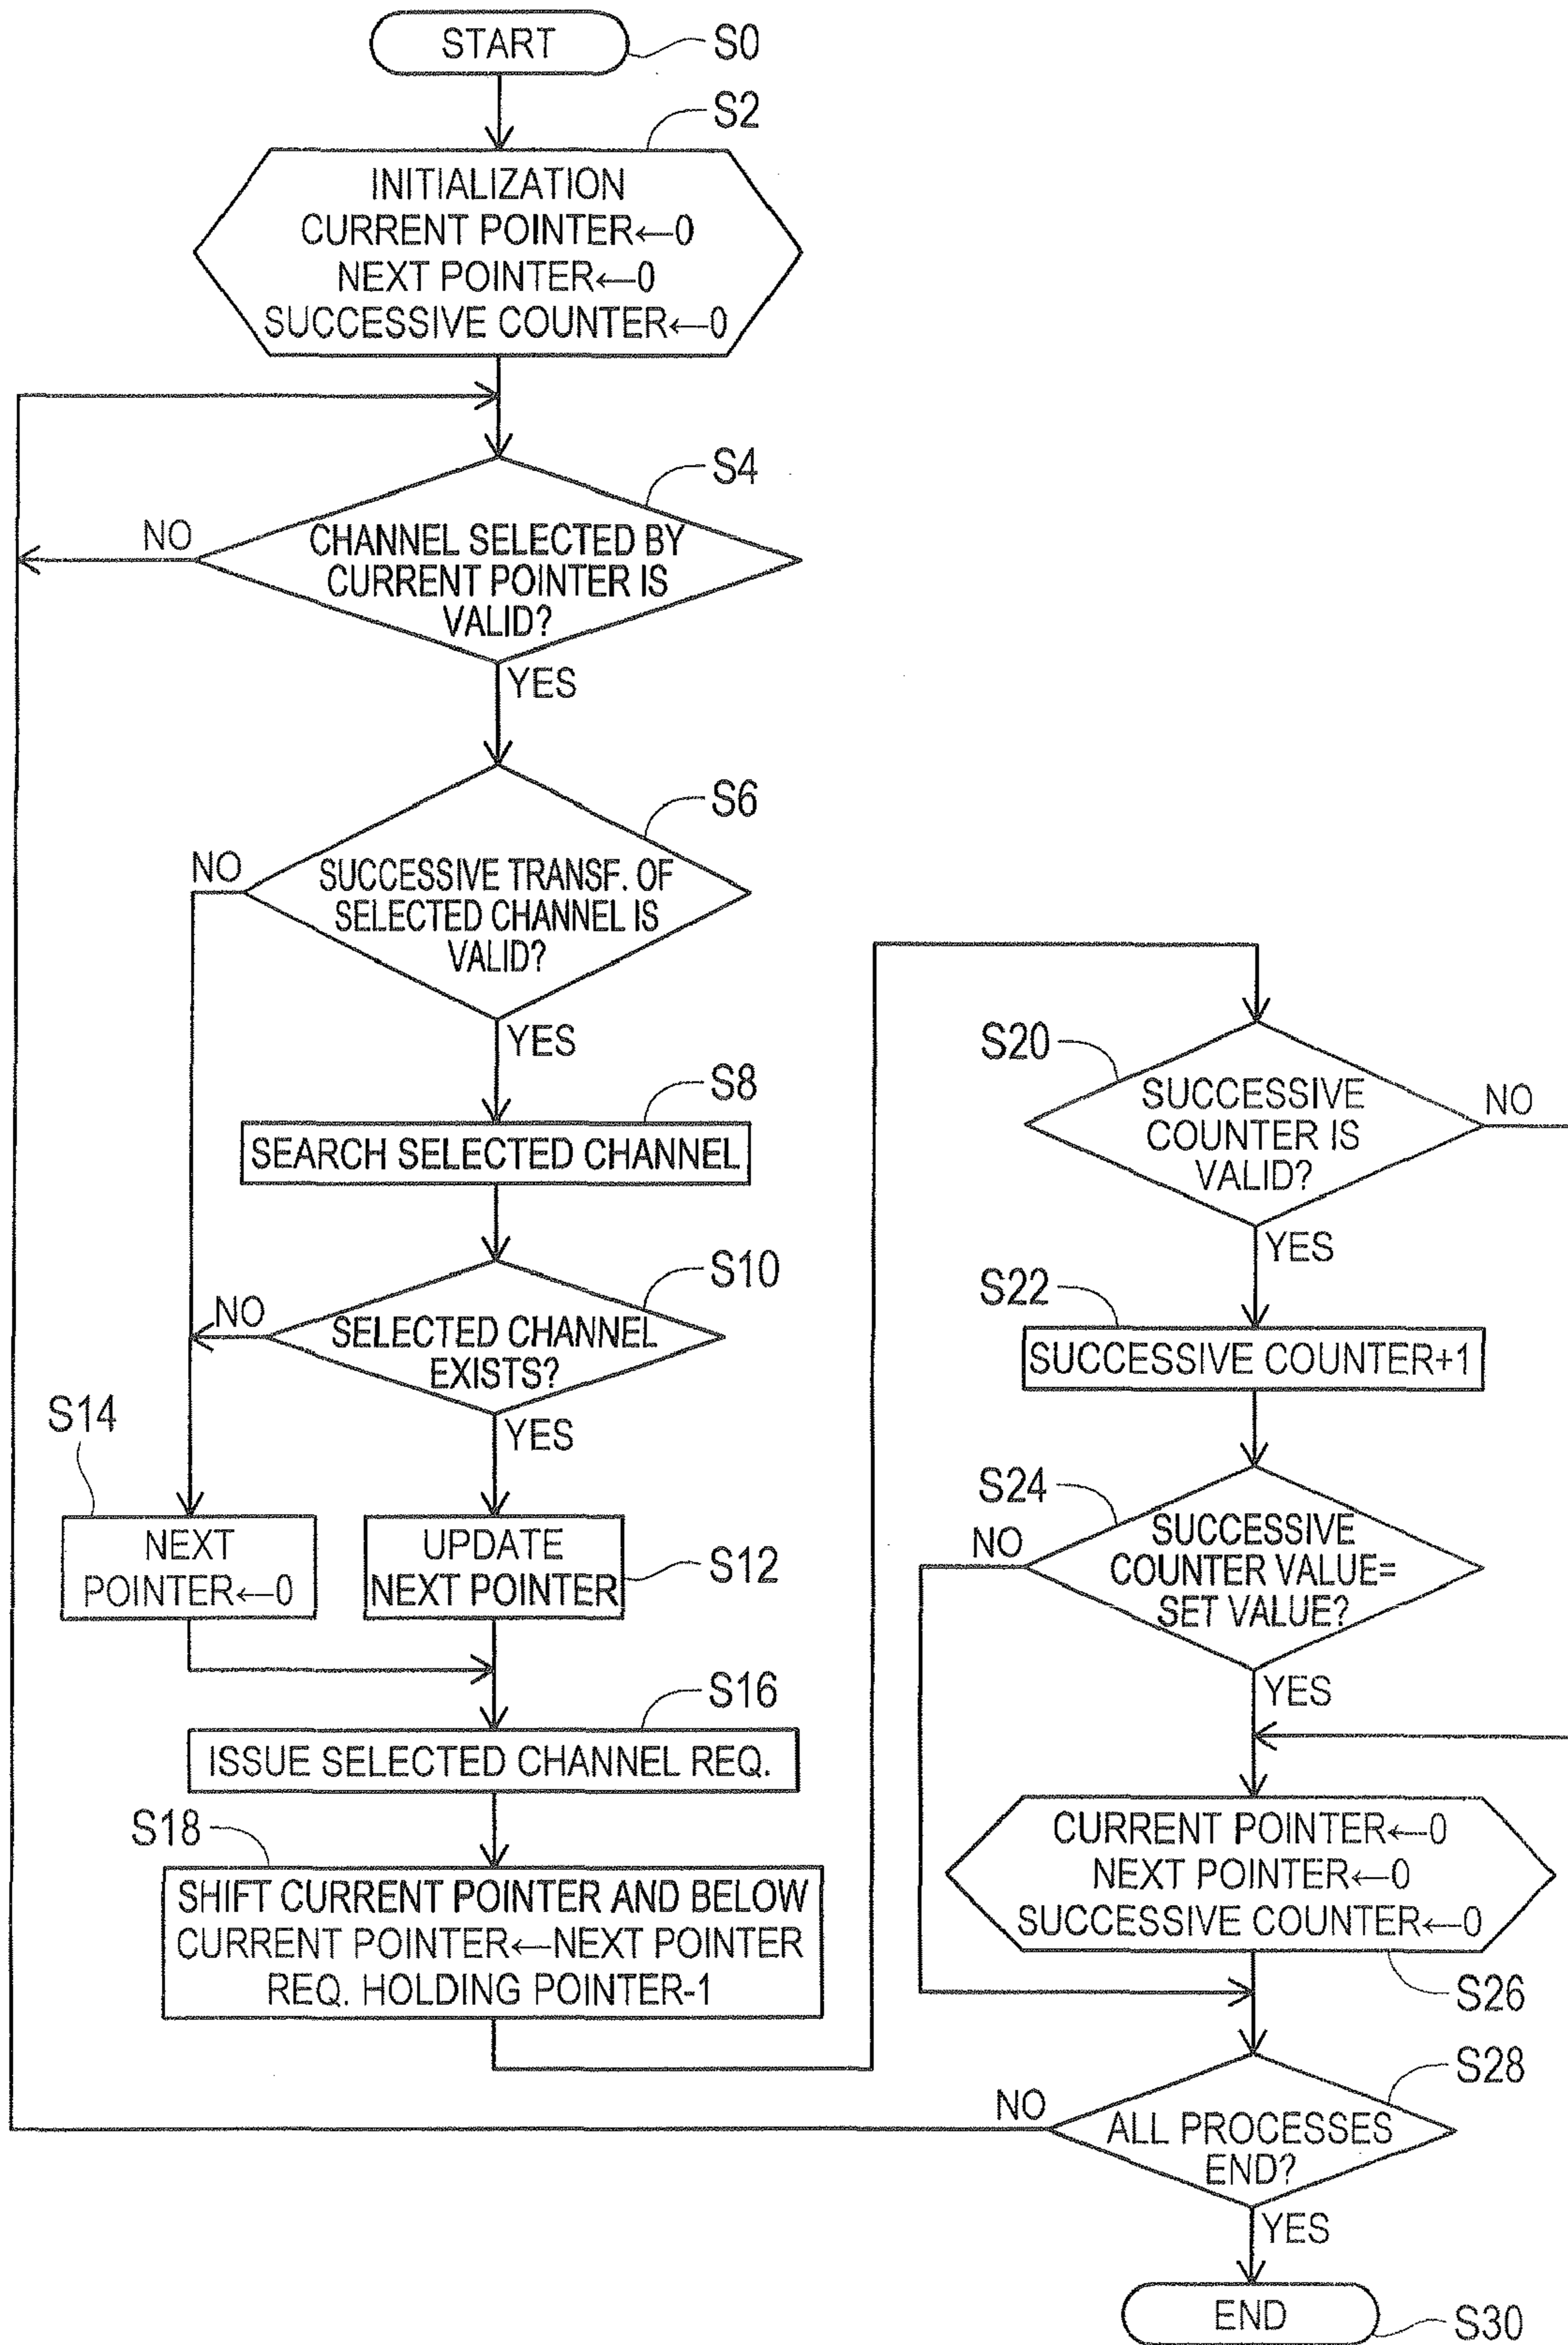 START
S0
S2
INITIALIZATION
CURRENT POINTER←0
NEXT POINTER←0
SUCCESSIVE COUNTER←0
S4
NO
CHANNEL SELECTED BY
CURRENT POINTER IS
VALID?
YES
S6
NO
SUCCESSIVE TRANSF. OF
SELECTED CHANNEL IS
VALID?
YES
S8
SEARCH SELECTED CHANNEL
S10
NO
SELECTED CHANNEL
EXISTS?
YES
S14
NEXT
POINTER←0
UPDATE
NEXT POINTER
S12
S16
ISSUE SELECTED CHANNEL REQ.
S18
SHIFT CURRENT POINTER AND BELOW
CURRENT POINTER←NEXT POINTER
REQ. HOLDING POINTER-1
S20
SUCCESSIVE
COUNTER IS
VALID?
NO
YES
S22
SUCCESSIVE COUNTER+1
S24
NO
SUCCESSIVE
COUNTER VALUE=
SET VALUE?
YES
CURRENT POINTER←0
NEXT POINTER←0
SUCCESSIVE COUNTER←0
S26
S28
NO
ALL PROCESSES
END?
YES
END
S30